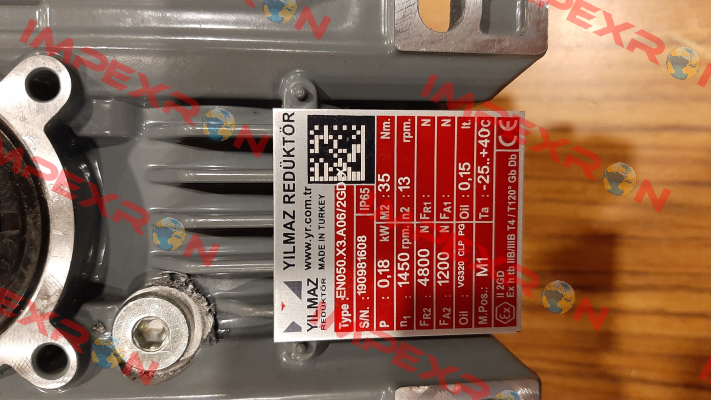 YILMAZ REDÜKTÖR
YILMAZ REDÜKTÖR
www.yr.com.tr
MADE IN TURKEY
Type : EN050.X3.A06/2GD
S/N. : 190981608 IP65
P : 0,18 kW M2 : 35 Nm.
n1 : 1450 rpm. n2 : 13 rpm.
FR2 : 4800 N FR1 : N
FA2 : 1200 N FA1 : N
Oil : VG320 CLP PG Oil : 0,15 lt.
M.Pos.: M1 Ta : -25..+40c
II 2GD
Ex h tb IIB/IIIB T4 / T120° Gb Db
IMPEXRON
IMPEXRON
IMPEXRON
IMPEXRON
IMPEXRON
IMPEXRON